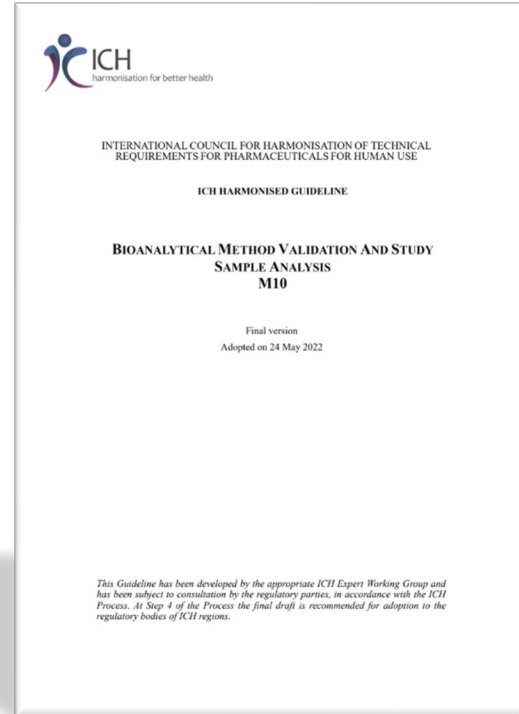 ICH
harmonisation for better health
INTERNATIONAL COUNCIL FOR HARMONISATION OF TECHNICAL
REQUIREMENTS FOR PHARMACEUTICALS FOR HUMAN USE
ICH HARMONISED GUIDELINE
BIOANALYTICAL METHOD VALIDATION AND STUDY
SAMPLE ANALYSIS
M10
Final version
Adopted on 24 May 2022
This Guideline has been developed by the appropriate ICH Expert Working Group and
has been subject to consultation by the regulatory parties, in accordance with the ICH
Process. At Step 4 of the Process the final draft is recommended for adoption to the
regulatory bodies of ICH regions.